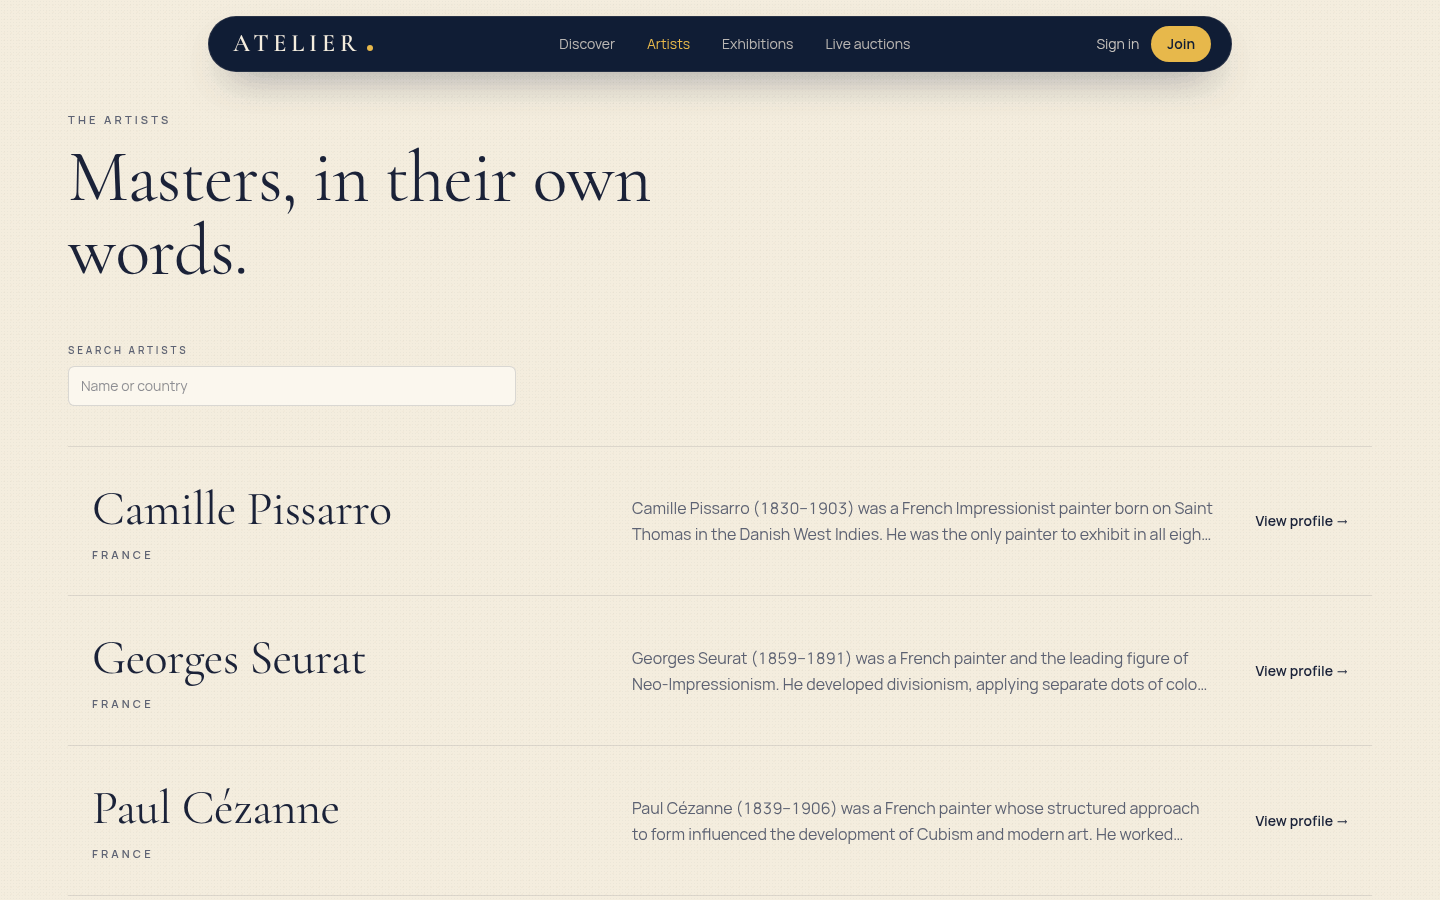 ATELIER.
Discover
Artists
Exhibitions
Live auctions
Sign in
Join
THE ARTISTS
Masters, in their own
words.
SEARCH ARTISTS
Name or country
Camille Pissarro
FRANCE
Camille Pissarro (1830–1903) was a French Impressionist painter born on Saint
Thomas in the Danish West Indies. He was the only painter to exhibit in all eigh…
View profile →
Georges Seurat
FRANCE
Georges Seurat (1859–1891) was a French painter and the leading figure of
Neo-Impressionism. He developed divisionism, applying separate dots of colo…
View profile →
Paul Cézanne
FRANCE
Paul Cézanne (1839–1906) was a French painter whose structured approach
to form influenced the development of Cubism and modern art. He worked…
View profile →